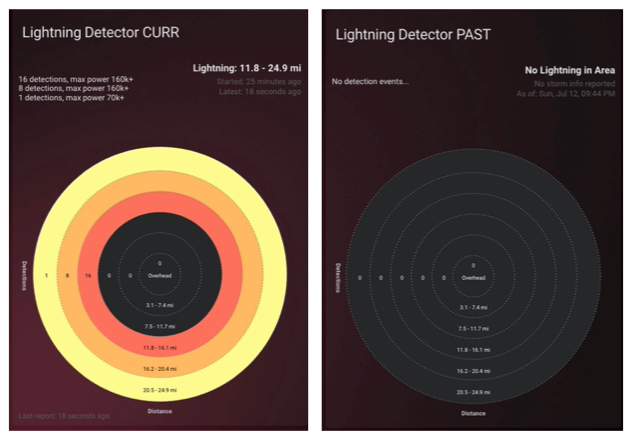 Lightning Detector CURR
Lightning: 11.8 - 24.9 mi
Started: 25 minutes ago
Latest: 18 seconds ago
16 detections, max power 160k+
8 detections, max power 160k+
1 detections, max power 70k+
Detections
1
8
16
0
0
0
Overhead
3.1 - 7.4 mi
7.5 - 11.7 mi
11.8 - 16.1 mi
16.2 - 20.4 mi
20.5 - 24.9 mi
Distance
Last report: 18 seconds ago
Lightning Detector PAST
No Lightning in Area
No storm info reported
As of: Sun, Jul 12, 09:44 PM
No detection events...
Detections
0
0
0
0
0
0
Overhead
3.1 - 7.4 mi
7.5 - 11.7 mi
11.8 - 16.1 mi
16.2 - 20.4 mi
20.5 - 24.9 mi
Distance